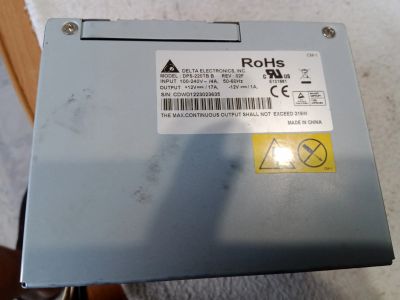 RoHs
DELTA ELECTRONICS, INC.
MODEL: DPS-220TB B REV: 02F
INPUT 100-240V~/4A, 50-60Hz
OUTPUT +12V⎓/17A, -12V⎓/1A
S/N: CDWD1223023635
THE MAX.CONTINUOUS OUTPUT SHALL NOT EXCEED 216W
MADE IN CHINA